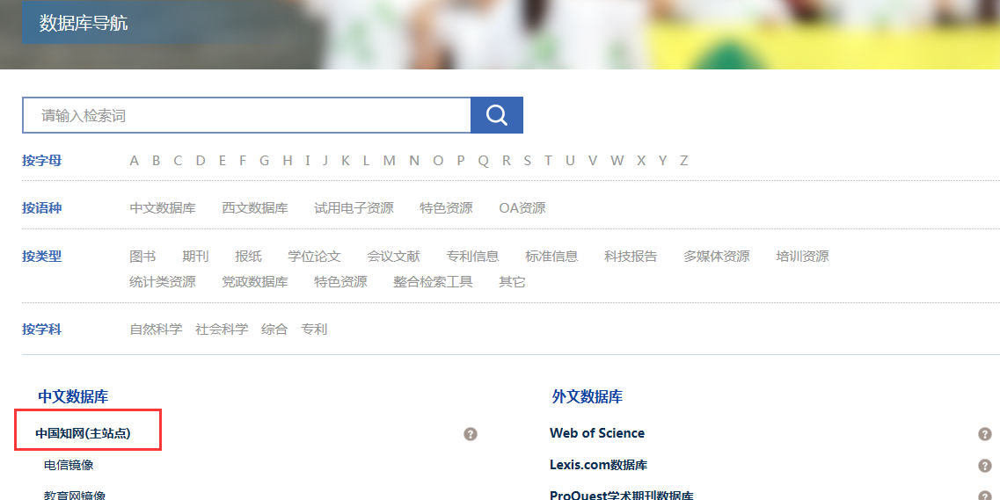 数据库导航
请输入检索词
按字母 A B C D E F G H I J K L M N O P Q R S T U V W X Y Z
按语种 中文数据库 西文数据库 试用电子资源 特色资源 OA资源
按类型 图书 期刊 报纸 学位论文 会议文献 专利信息 标准信息 科技报告 多媒体资源 培训资源
统计类资源 党政数据库 特色资源 整合检索工具 其它
按学科 自然科学 社会科学 综合 专利
中文数据库
中国知网(主站点) ?
电信镜像
教育网镜像
外文数据库
Web of Science ?
Lexis.com数据库 ?
ProQuest学术期刊数据库 ?